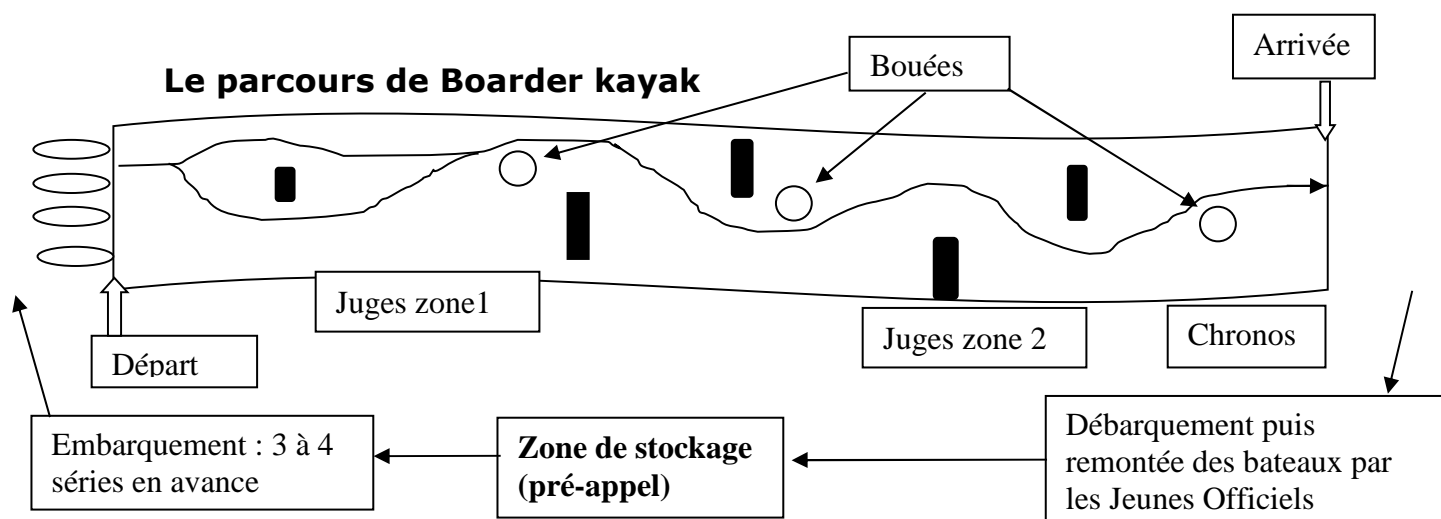 Arrivée
Bouées
Le parcours de Boarder kayak
Juges zone1
Juges zone 2
Chronos
Départ
Embarquement : 3 à 4
séries en avance
Zone de stockage
(pré-appel)
Débarquement puis
remontée des bateaux par
les Jeunes Officiels